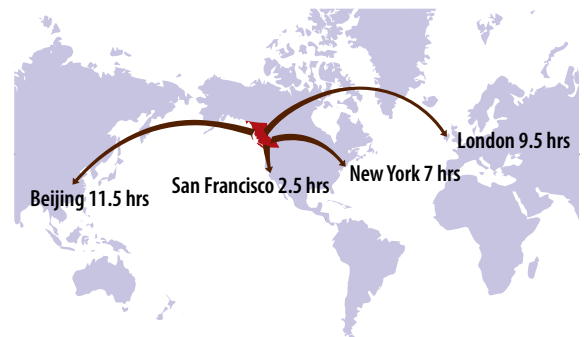 London 9.5 hrs
New York 7 hrs
San Francisco 2.5 hrs
Beijing 11.5 hrs